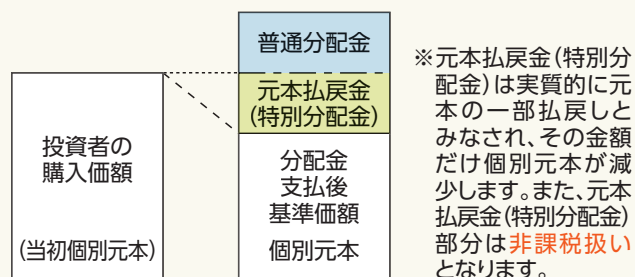 投資者の
購入価額
(当初個別元本)
普通分配金
元本払戻金
(特別分配金)
分配金
支払後
基準価額
個別元本
※元本払戻金(特別分
配金)は実質的に元
本の一部払戻しと
みなされ、その金額
だけ個別元本が減
少します。また、元本
払戻金(特別分配金)
部分は非課税扱い
となります。